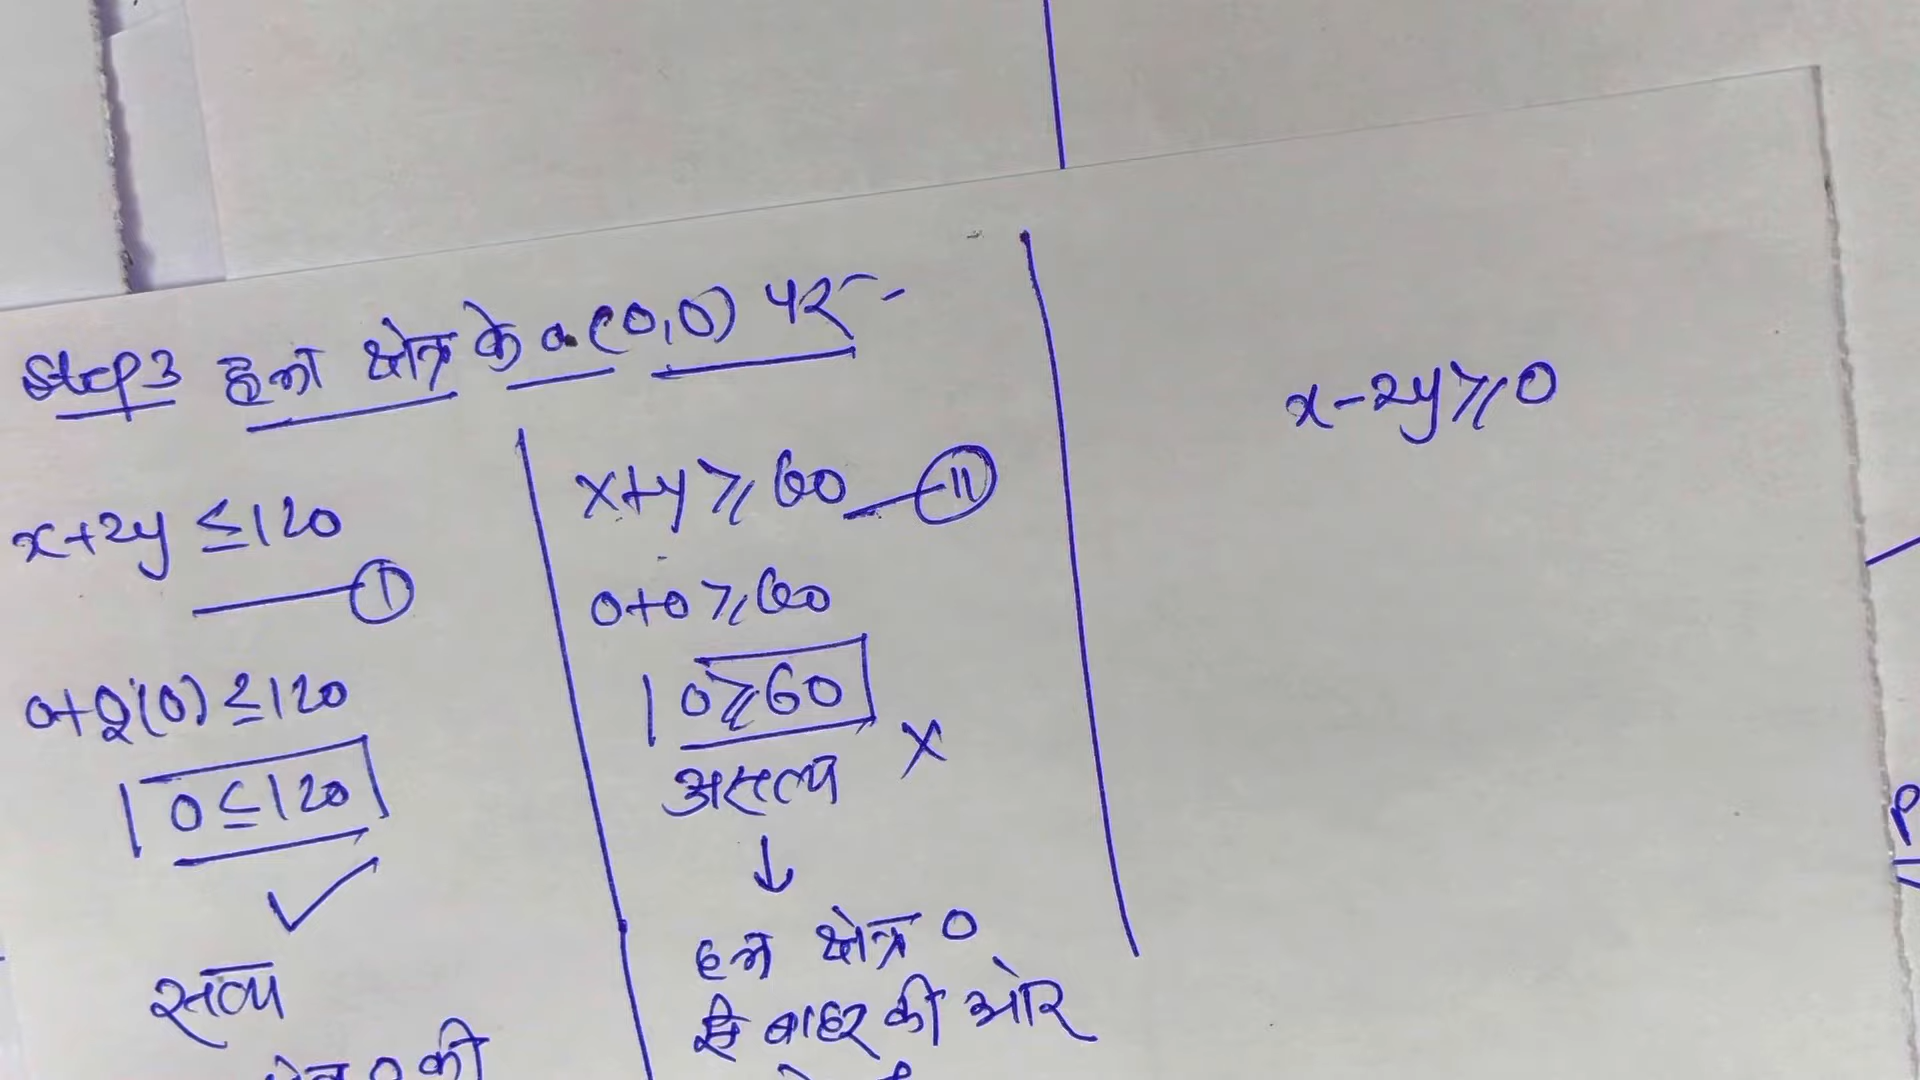 Step 3 हल क्षेत्र के a. (0,0) पर :-
x+2y ≤120
①
0+2(0) ≤120
0≤120
✓
सत्य
क्षेत्र 0 की
x+y ≥ 60 — ⑪
0+0 ≥ 60
0≥60
असत्य ×
↓
हल क्षेत्र 0
के बाहर की ओर
x-2y ≥ 0
P